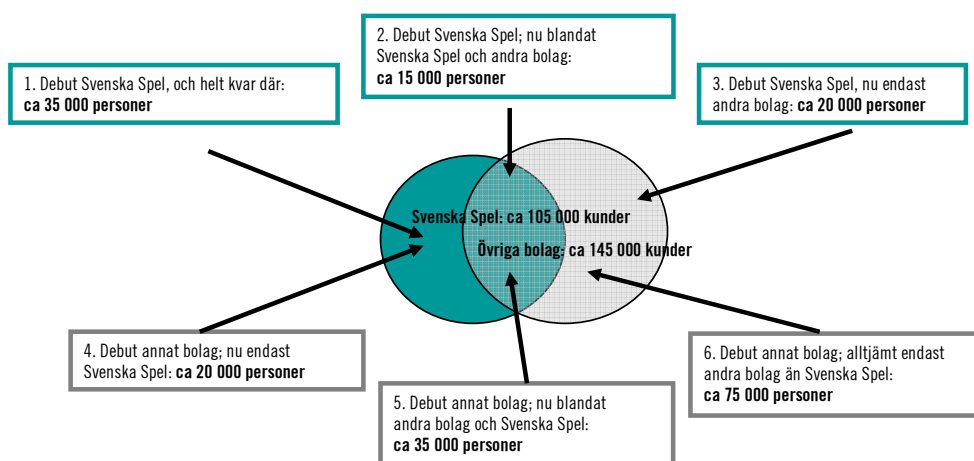 1. Debut Svenska Spel, och helt kvar där:
ca 35 000 personer
2. Debut Svenska Spel; nu blandat
Svenska Spel och andra bolag:
ca 15 000 personer
3. Debut Svenska Spel, nu endast
andra bolag: ca 20 000 personer
Svenska Spel: ca 105 000 kunder
Övriga bolag: ca 145 000 kunder
4. Debut annat bolag; nu endast
Svenska Spel: ca 20 000 personer
5. Debut annat bolag; nu blandat
andra bolag och Svenska Spel:
ca 35 000 personer
6. Debut annat bolag; alltjämt endast
andra bolag än Svenska Spel:
ca 75 000 personer